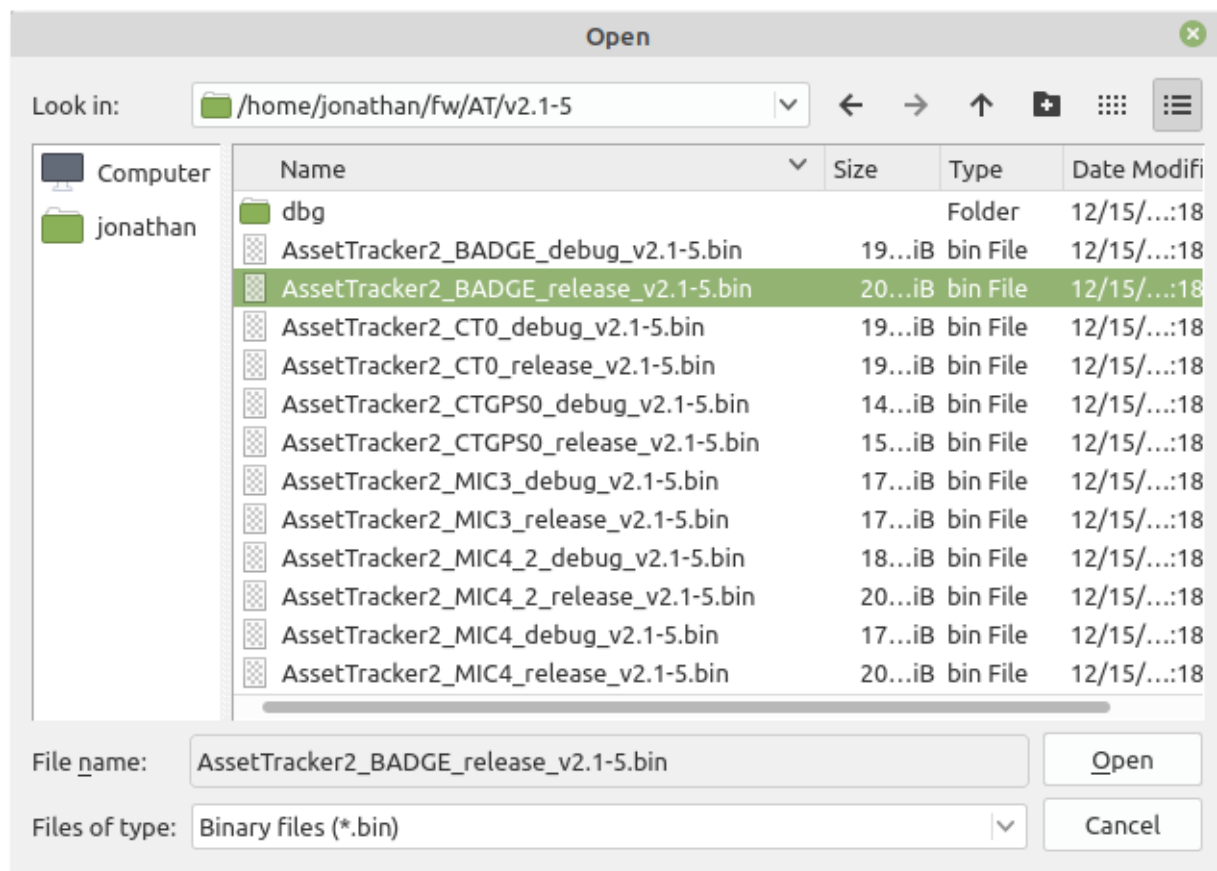 Open
Look in: /home/jonathan/fw/AT/v2.1-5
Computer
jonathan
Name Size Type Date Modifi
dbg Folder 12/15/...:18
AssetTracker2_BADGE_debug_v2.1-5.bin 19...iB bin File 12/15/...:18
AssetTracker2_BADGE_release_v2.1-5.bin 20...iB bin File 12/15/...:18
AssetTracker2_CT0_debug_v2.1-5.bin 19...iB bin File 12/15/...:18
AssetTracker2_CT0_release_v2.1-5.bin 19...iB bin File 12/15/...:18
AssetTracker2_CTGPS0_debug_v2.1-5.bin 14...iB bin File 12/15/...:18
AssetTracker2_CTGPS0_release_v2.1-5.bin 15...iB bin File 12/15/...:18
AssetTracker2_MIC3_debug_v2.1-5.bin 17...iB bin File 12/15/...:18
AssetTracker2_MIC3_release_v2.1-5.bin 17...iB bin File 12/15/...:18
AssetTracker2_MIC4_2_debug_v2.1-5.bin 18...iB bin File 12/15/...:18
AssetTracker2_MIC4_2_release_v2.1-5.bin 20...iB bin File 12/15/...:18
AssetTracker2_MIC4_debug_v2.1-5.bin 17...iB bin File 12/15/...:18
AssetTracker2_MIC4_release_v2.1-5.bin 20...iB bin File 12/15/...:18
File name: AssetTracker2_BADGE_release_v2.1-5.bin Open
Files of type: Binary files (*.bin) Cancel